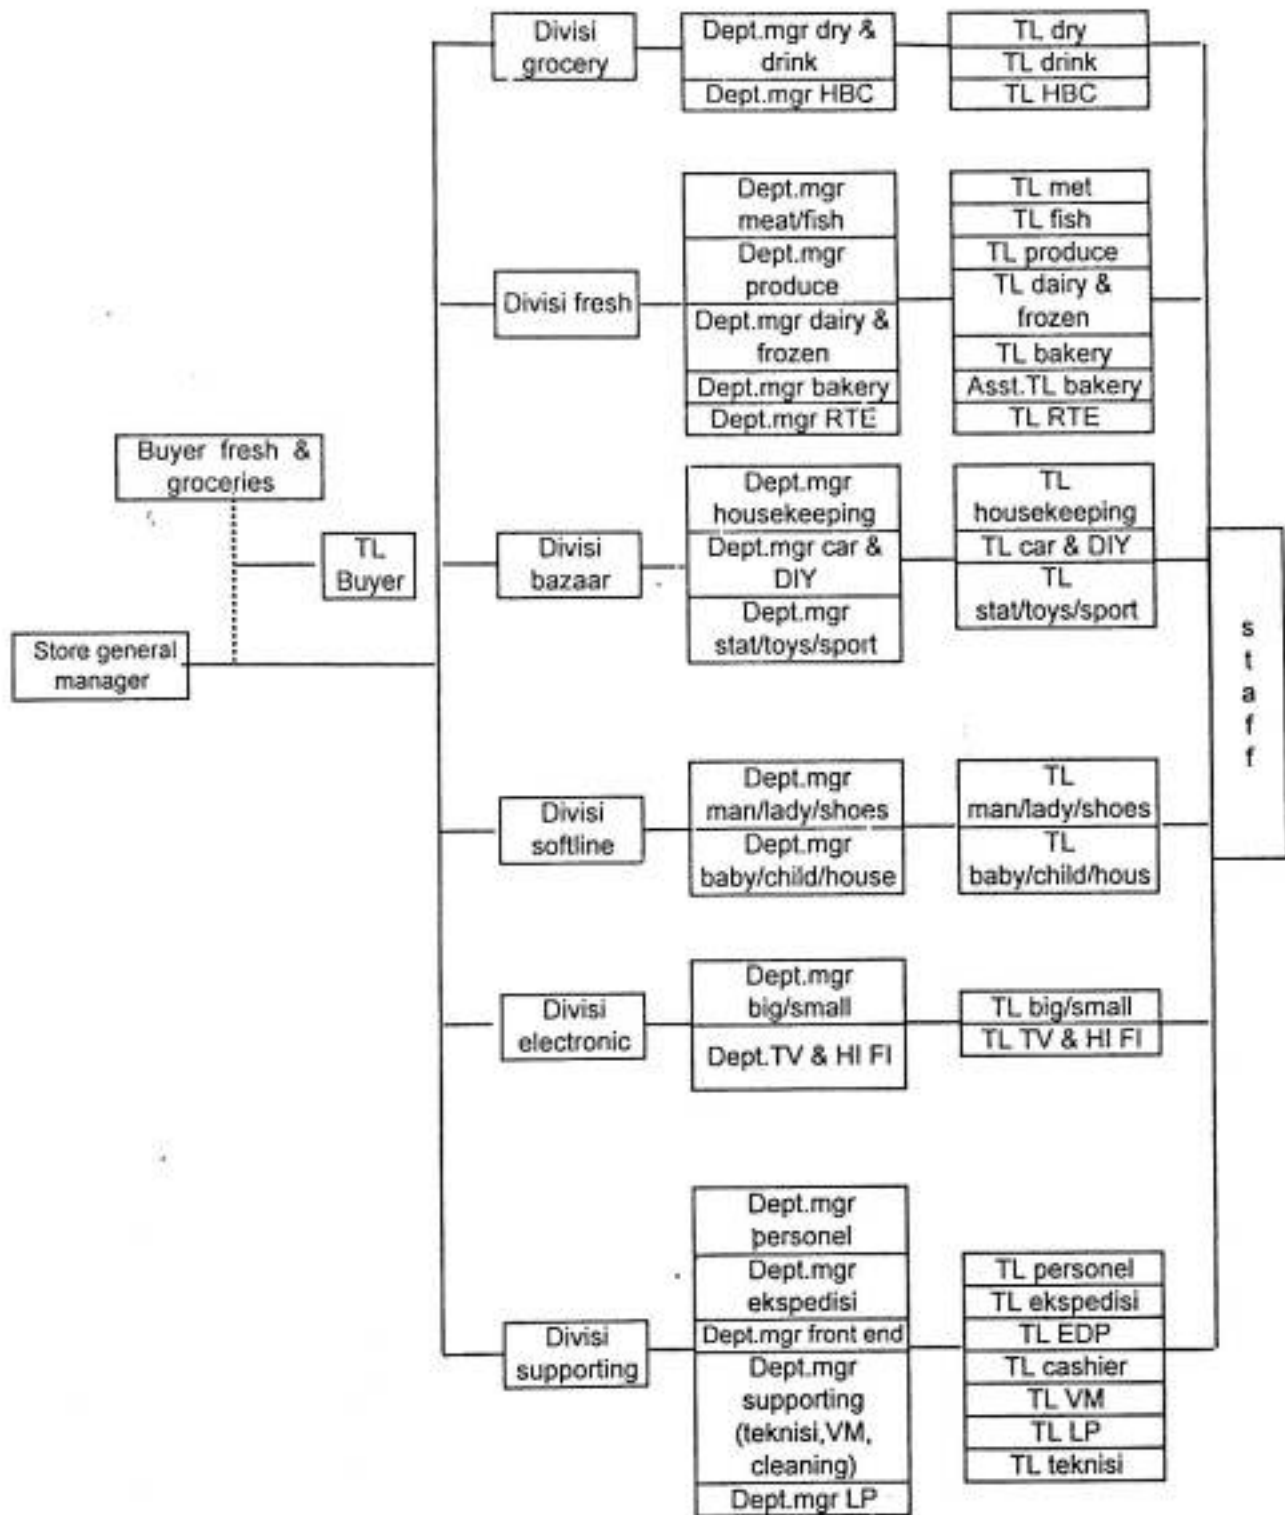 Divisi
grocery
Dept.mgr dry &
drink
Dept.mgr HBC
TL dry
TL drink
TL HBC
Divisi fresh
Dept.mgr
meat/fish
Dept.mgr
produce
Dept.mgr dairy &
frozen
Dept.mgr bakery
Dept.mgr RTE
TL met
TL fish
TL produce
TL dairy &
frozen
TL bakery
Asst.TL bakery
TL RTE
Buyer fresh &
groceries
TL
Buyer
Store general
manager
Divisi
bazaar
Dept.mgr
housekeeping
Dept.mgr car &
DIY
Dept.mgr
stat/toys/sport
TL
housekeeping
TL car & DIY
TL
stat/toys/sport
s
t
a
f
f
Divisi
softline
Dept.mgr
man/lady/shoes
Dept.mgr
baby/child/house
TL
man/lady/shoes
TL
baby/child/hous
Divisi
electronic
Dept.mgr
big/small
Dept.TV & HI FI
TL big/small
TL TV & HI FI
Divisi
supporting
Dept.mgr
personel
Dept.mgr
ekspedisi
Dept.mgr front end
Dept.mgr
supporting
(teknisi,VM,
cleaning)
Dept.mgr LP
TL personel
TL ekspedisi
TL EDP
TL cashier
TL VM
TL LP
TL teknisi